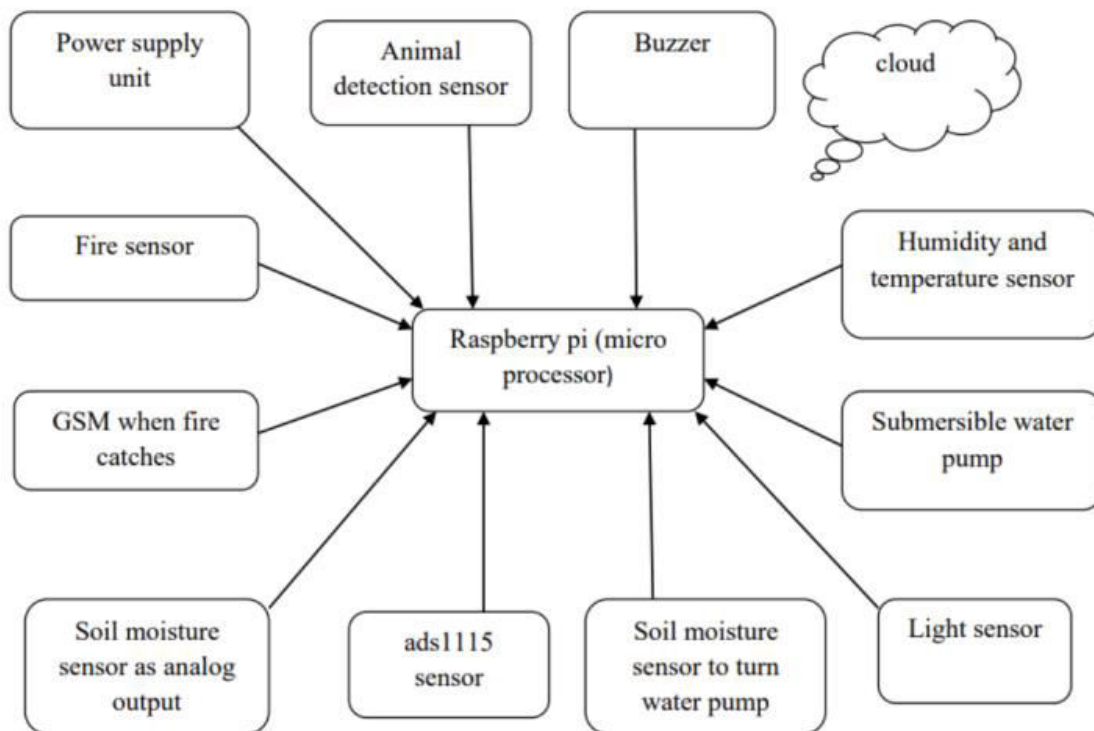 Power supply
unit
Animal
detection sensor
Buzzer
cloud
Fire sensor
Humidity and
temperature sensor
Raspberry pi (micro
processor)
GSM when fire
catches
Submersible water
pump
Soil moisture
sensor as analog
output
ads1115
sensor
Soil moisture
sensor to turn
water pump
Light sensor